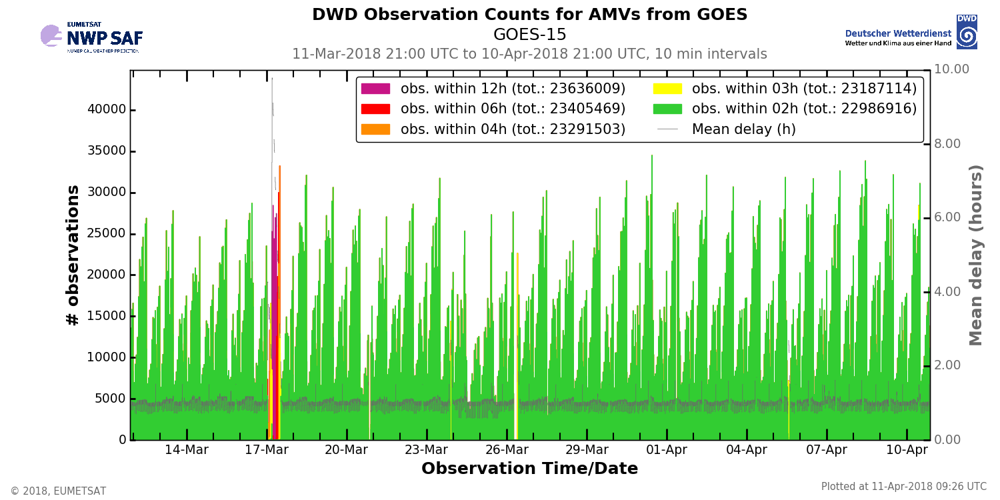 DWD Observation Counts for AMVs from GOES
GOES-15
11-Mar-2018 21:00 UTC to 10-Apr-2018 21:00 UTC, 10 min intervals
EUMETSAT
NWP SAF
NUMERICAL WEATHER PREDICTION
DWD
Deutscher Wetterdienst
Wetter und Klima aus einer Hand
obs. within 12h (tot.: 23636009)
obs. within 06h (tot.: 23405469)
obs. within 04h (tot.: 23291503)
obs. within 03h (tot.: 23187114)
obs. within 02h (tot.: 22986916)
Mean delay (h)
# observations
40000
35000
30000
25000
20000
15000
10000
5000
0
10.00
8.00
6.00
4.00
2.00
0.00
Mean delay (hours)
14-Mar 17-Mar 20-Mar 23-Mar 26-Mar 29-Mar 01-Apr 04-Apr 07-Apr 10-Apr
Observation Time/Date
© 2018, EUMETSAT
Plotted at 11-Apr-2018 09:26 UTC